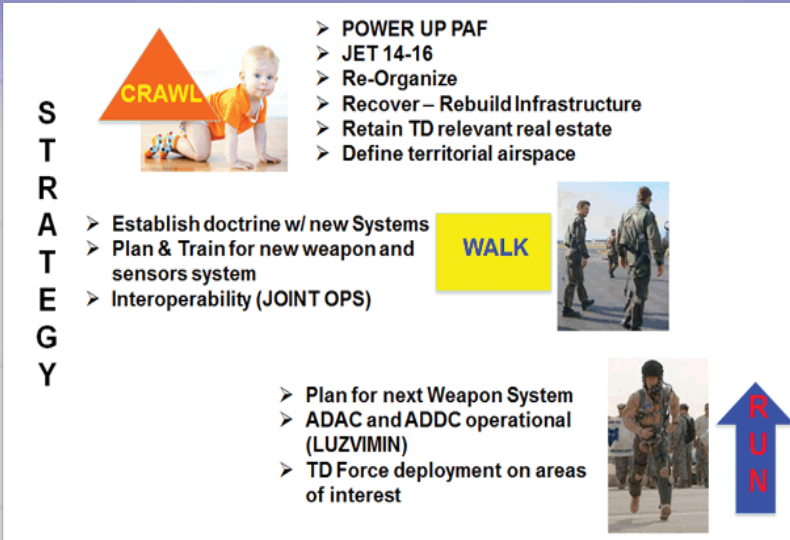 STRATEGY
CRAWL
➢ POWER UP PAF
➢ JET 14-16
➢ Re-Organize
➢ Recover – Rebuild Infrastructure
➢ Retain TD relevant real estate
➢ Define territorial airspace
➢ Establish doctrine w/ new Systems
➢ Plan & Train for new weapon and
sensors system
➢ Interoperability (JOINT OPS)
WALK
➢ Plan for next Weapon System
➢ ADAC and ADDC operational
(LUZVIMIN)
➢ TD Force deployment on areas
of interest
RUN